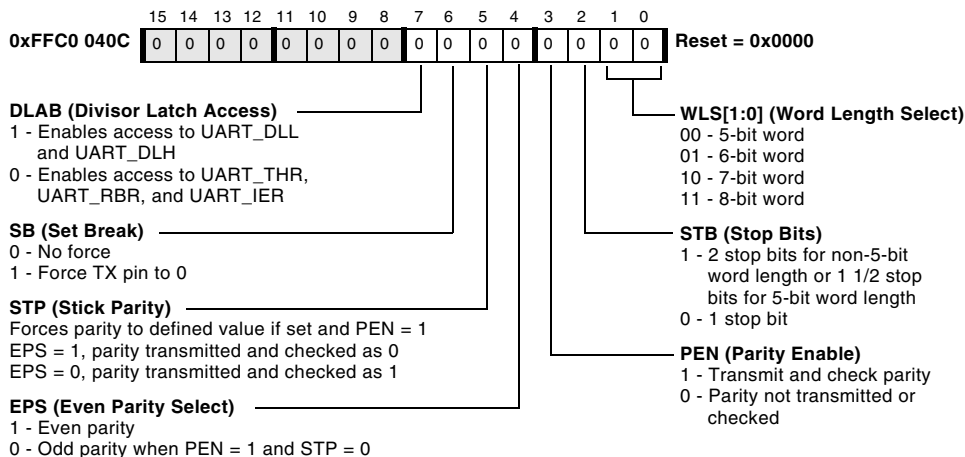 15 14 13 12 11 10 9 8 7 6 5 4 3 2 1 0
0xFFC0 040C 0 0 0 0 0 0 0 0 0 0 0 0 0 0 0 0 Reset = 0x0000
DLAB (Divisor Latch Access)
1 - Enables access to UART_DLL
and UART_DLH
0 - Enables access to UART_THR,
UART_RBR, and UART_IER
SB (Set Break)
0 - No force
1 - Force TX pin to 0
STP (Stick Parity)
Forces parity to defined value if set and PEN = 1
EPS = 1, parity transmitted and checked as 0
EPS = 0, parity transmitted and checked as 1
EPS (Even Parity Select)
1 - Even parity
0 - Odd parity when PEN = 1 and STP = 0
WLS[1:0] (Word Length Select)
00 - 5-bit word
01 - 6-bit word
10 - 7-bit word
11 - 8-bit word
STB (Stop Bits)
1 - 2 stop bits for non-5-bit
word length or 1 1/2 stop
bits for 5-bit word length
0 - 1 stop bit
PEN (Parity Enable)
1 - Transmit and check parity
0 - Parity not transmitted or
checked